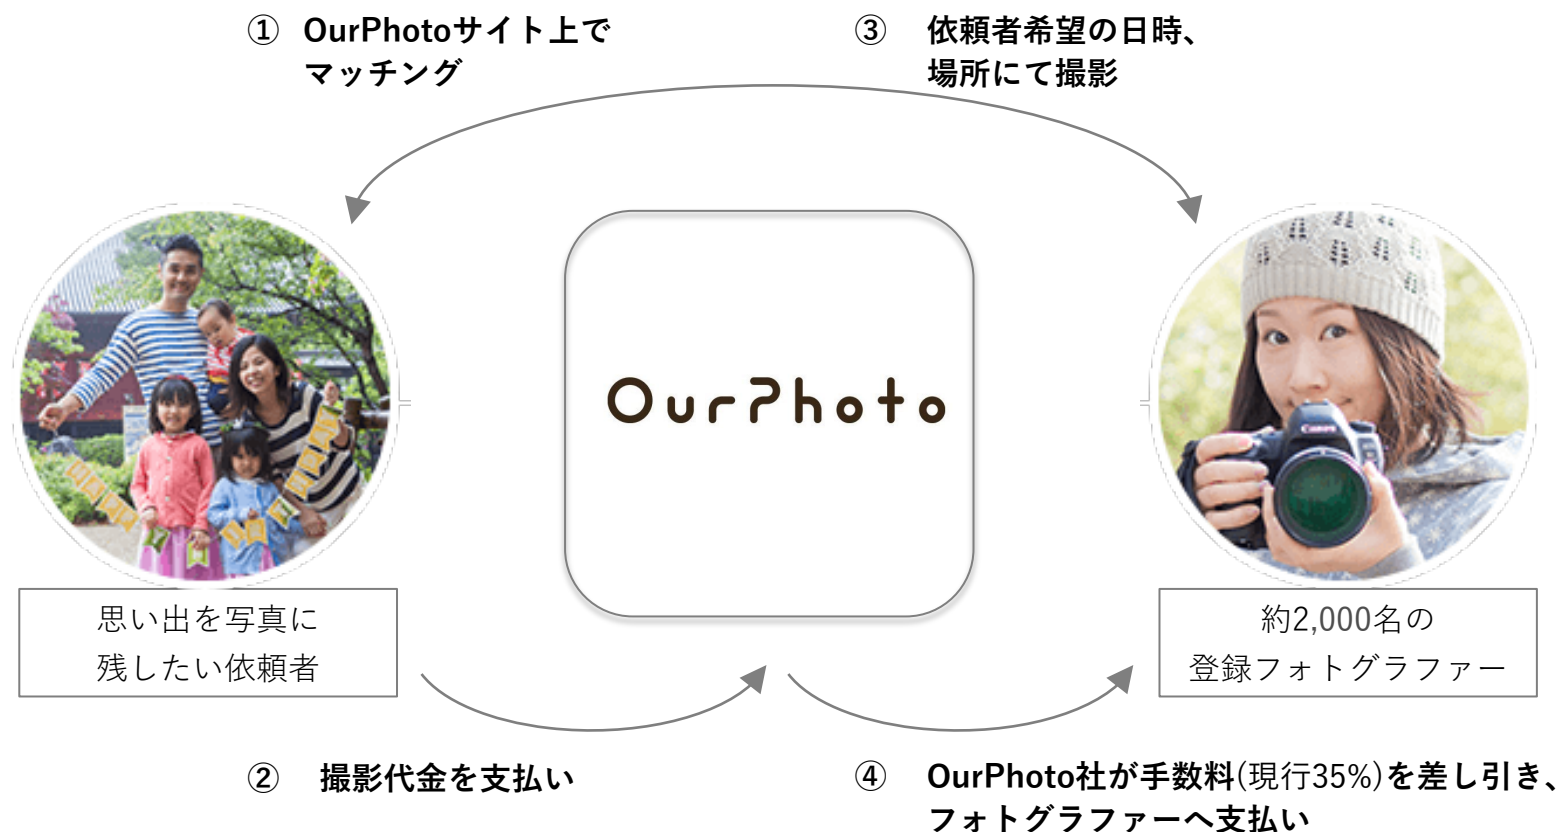 ① OurPhotoサイト上で
マッチング
③ 依頼者希望の日時、
場所にて撮影
OurPhoto
Canon
思い出を写真に
残したい依頼者
約2,000名の
登録フォトグラファー
② 撮影代金を支払い
④ OurPhoto社が手数料(現行35%)を差し引き、
フォトグラファーへ支払い